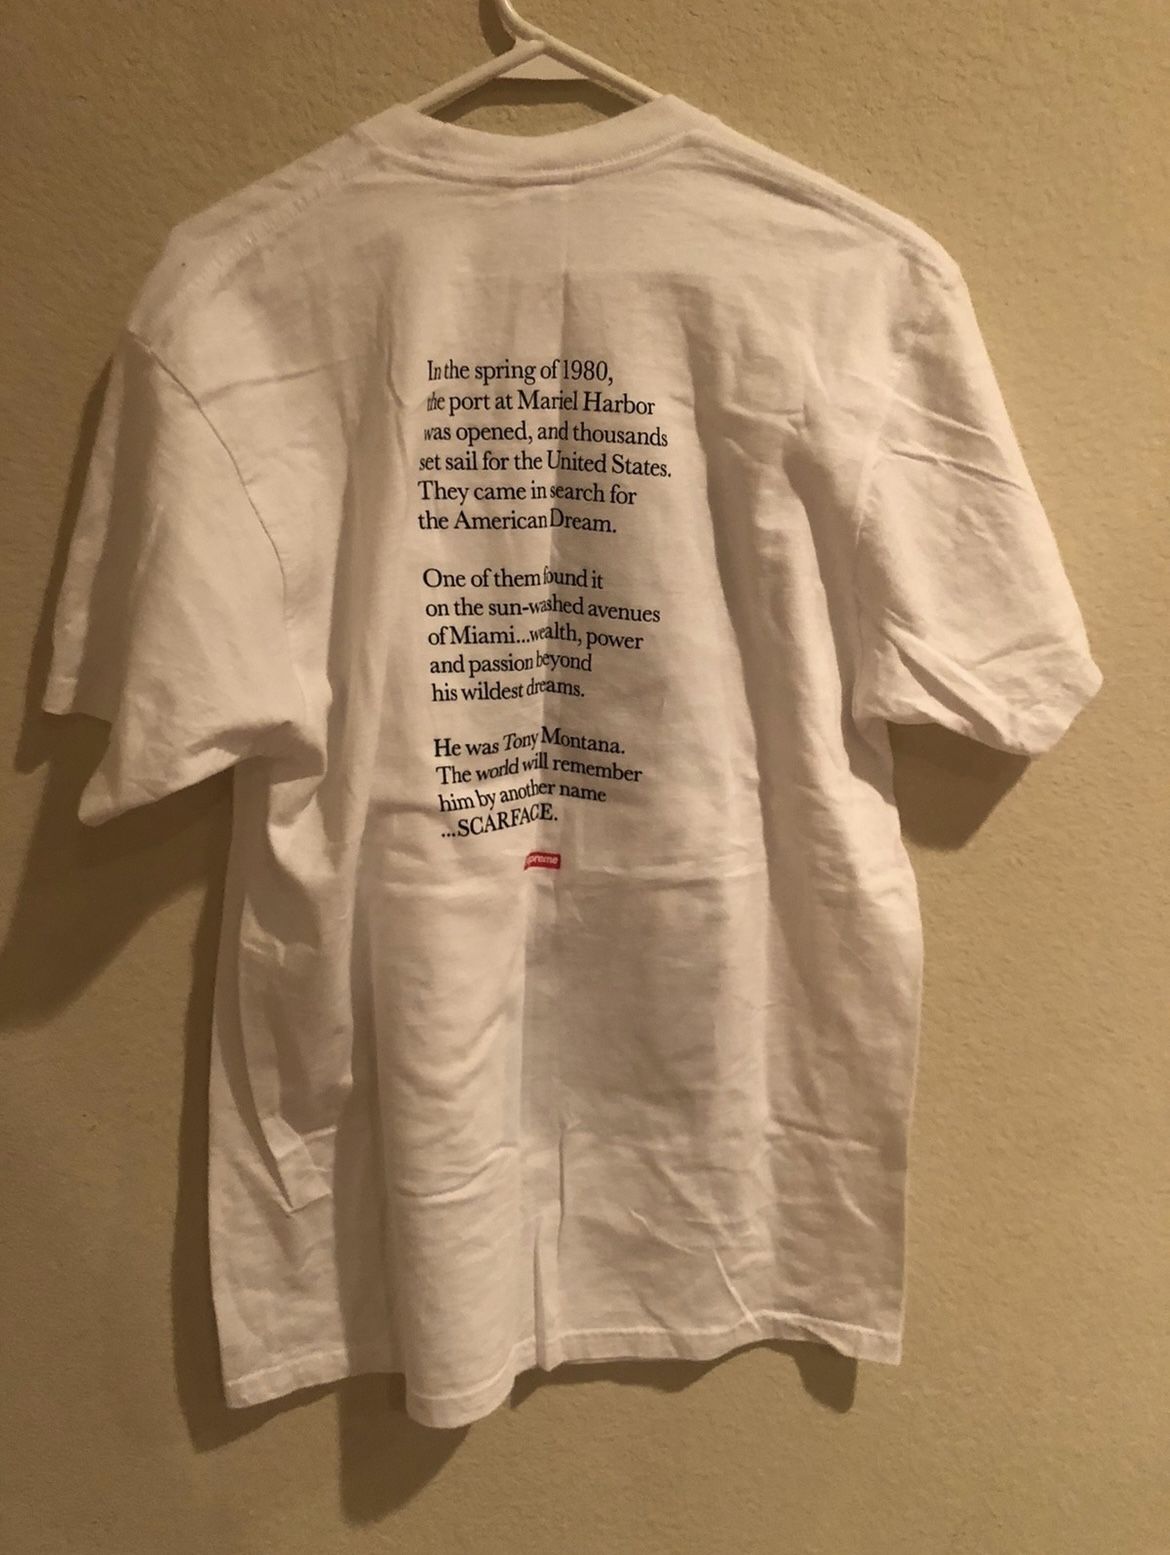 In the spring of 1980,
the port at Mariel Harbor
was opened, and thousands
set sail for the United States.
They came in search for
the American Dream.
One of them found it
on the sun-washed avenues
of Miami...wealth, power
and passion beyond
his wildest dreams.
He was Tony Montana.
The world will remember
him by another name
...SCARFACE.
preme